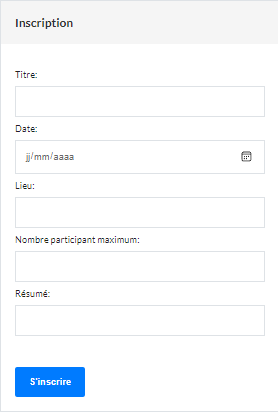 Inscription
Titre:
Date:
jj/mm/aaaa
Lieu:
Nombre participant maximum:
Résumé:
S'inscrire